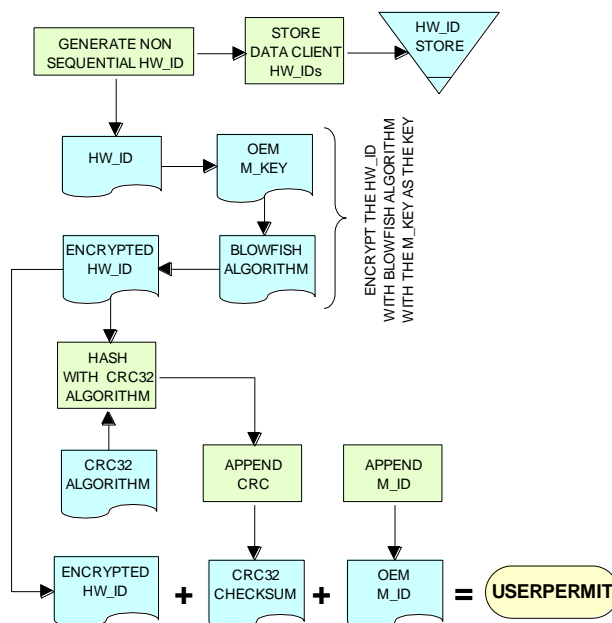 GENERATE NON
SEQUENTIAL HW_ID
STORE
DATA CLIENT
HW_IDs
HW_ID
STORE
HW_ID
OEM
M_KEY
ENCRYPT THE HW_ID
WITH BLOWFISH ALGORITHM
WITH THE M_KEY AS THE KEY
ENCRYPTED
HW_ID
BLOWFISH
ALGORITHM
HASH
WITH CRC32
ALGORITHM
CRC32
ALGORITHM
APPEND
CRC
APPEND
M_ID
ENCRYPTED
HW_ID
+
CRC32
CHECKSUM
+
OEM
M_ID
=
USERPERMIT